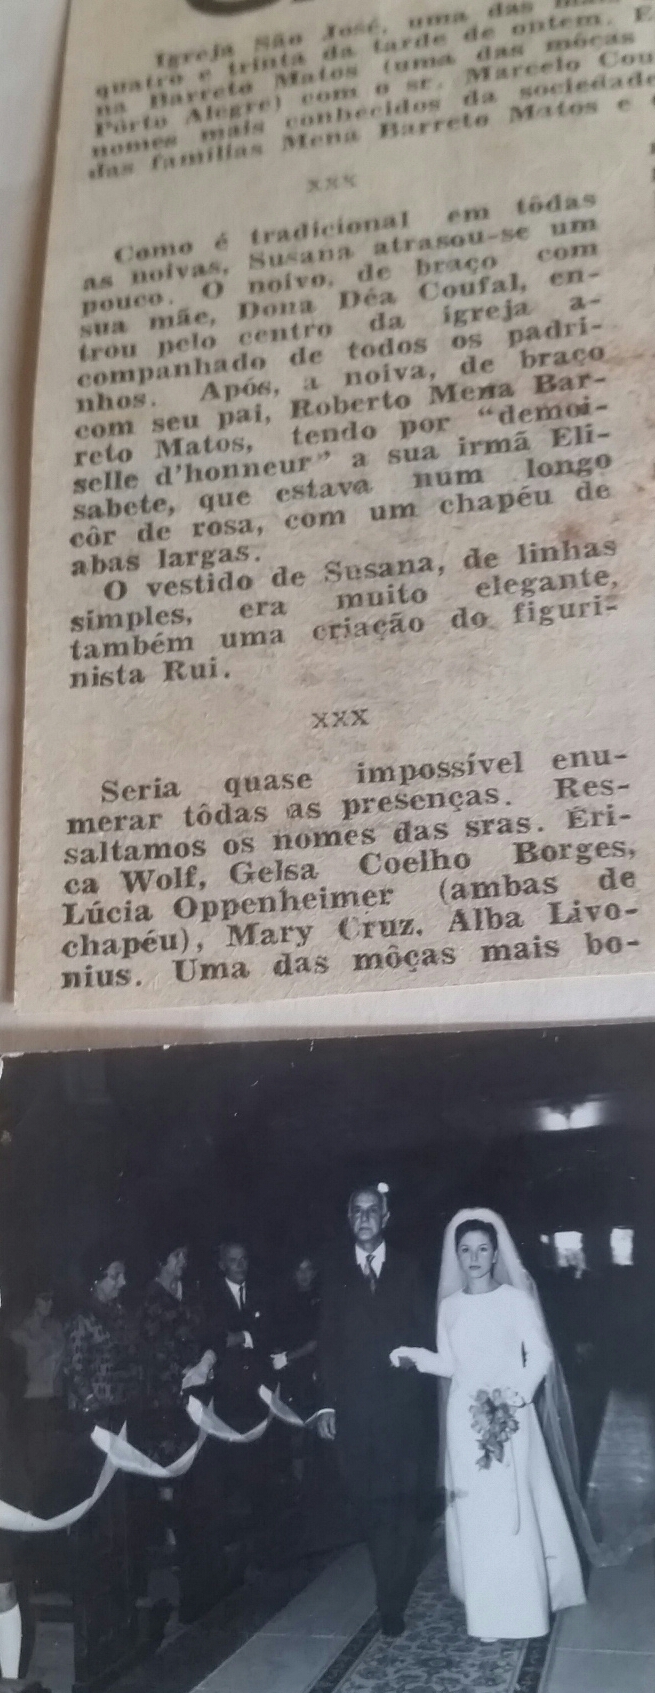 Igreja São José, uma das mais
quatro e trinta da tarde de ontem. E
na Barreto Matos (uma das môças
Pôrto Alegre) com o sr. Marcelo Cou
nomes mais conhecidos da sociedade
das famílias Mena Barreto Matos e
xxx
Como é tradicional em tôdas
as noivas, Susana atrasou-se um
pouco. O noivo, de braço com
sua mãe, Dona Déa Coufal, en-
trou pelo centro da igreja a-
companhado de todos os padri-
nhos. Após, a noiva, de braço
com seu pai, Roberto Mena Bar-
reto Matos, tendo por "demoi-
selle d'honneur" a sua irmã Eli-
sabete, que estava num longo
côr de rosa, com um chapéu de
abas largas.
O vestido de Susana, de linhas
simples, era muito elegante,
também uma criação do figuri-
nista Rui.
xxx
Seria quase impossível enu-
merar tôdas as presenças. Res-
saltamos os nomes das sras. Éri-
ca Wolf, Gelsa Coelho Borges,
Lúcia Oppenheimer (ambas de
chapéu), Mary Cruz, Alba Livo-
nius. Uma das môças mais bo-